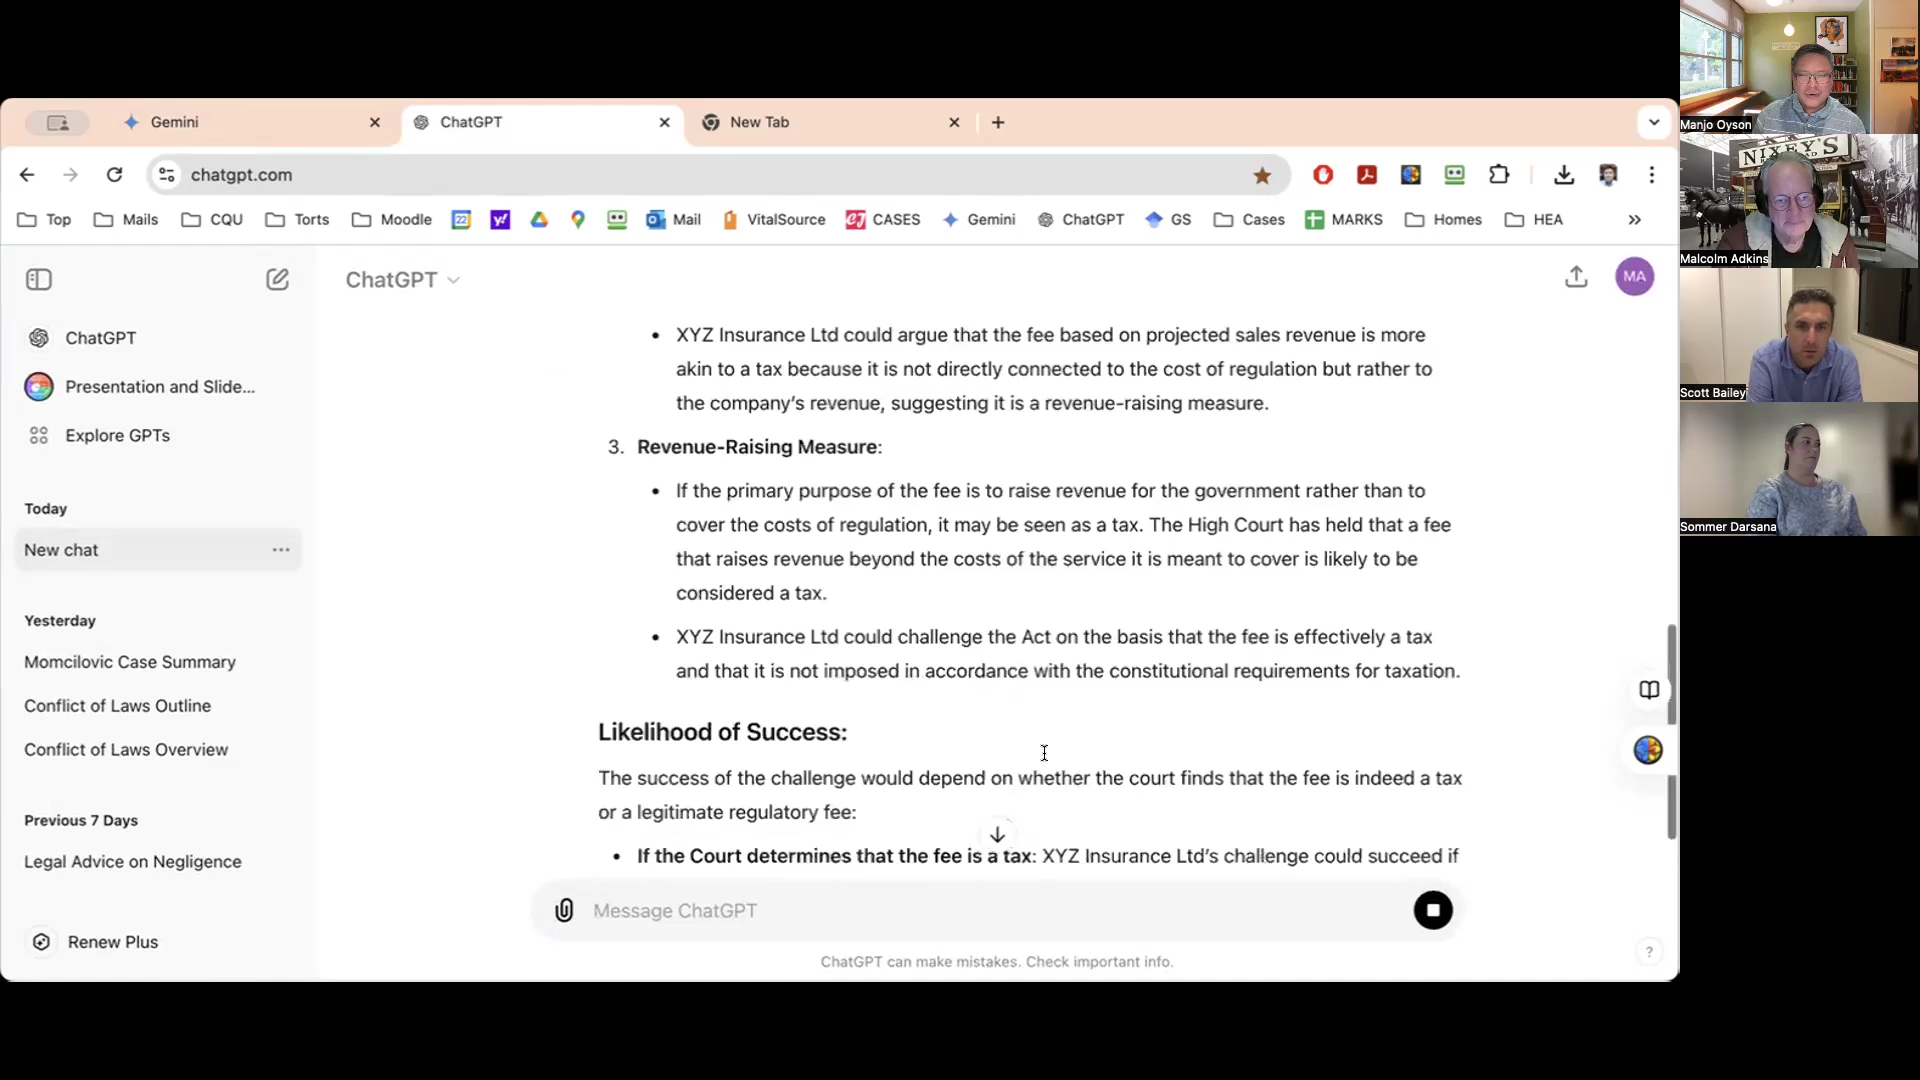 Gemini
ChatGPT
New Tab
chatgpt.com
Top
Mails
CQU
Torts
Moodle
22
Mail
VitalSource
CASES
Gemini
ChatGPT
GS
Cases
MARKS
Homes
HEA
ChatGPT
MA
ChatGPT
Presentation and Slide...
Explore GPTs
Today
New chat
Yesterday
Momcilovic Case Summary
Conflict of Laws Outline
Conflict of Laws Overview
Previous 7 Days
Legal Advice on Negligence
Renew Plus
• XYZ Insurance Ltd could argue that the fee based on projected sales revenue is more
akin to a tax because it is not directly connected to the cost of regulation but rather to
the company's revenue, suggesting it is a revenue-raising measure.
3. Revenue-Raising Measure:
• If the primary purpose of the fee is to raise revenue for the government rather than to
cover the costs of regulation, it may be seen as a tax. The High Court has held that a fee
that raises revenue beyond the costs of the service it is meant to cover is likely to be
considered a tax.
• XYZ Insurance Ltd could challenge the Act on the basis that the fee is effectively a tax
and that it is not imposed in accordance with the constitutional requirements for taxation.
Likelihood of Success:
The success of the challenge would depend on whether the court finds that the fee is indeed a tax
or a legitimate regulatory fee:
• If the Court determines that the fee is a tax: XYZ Insurance Ltd's challenge could succeed if
Message ChatGPT
ChatGPT can make mistakes. Check important info.
?
Manjo Oyson
NIXEY'S
Malcolm Adkins
Scott Bailey
Sommer Darsana